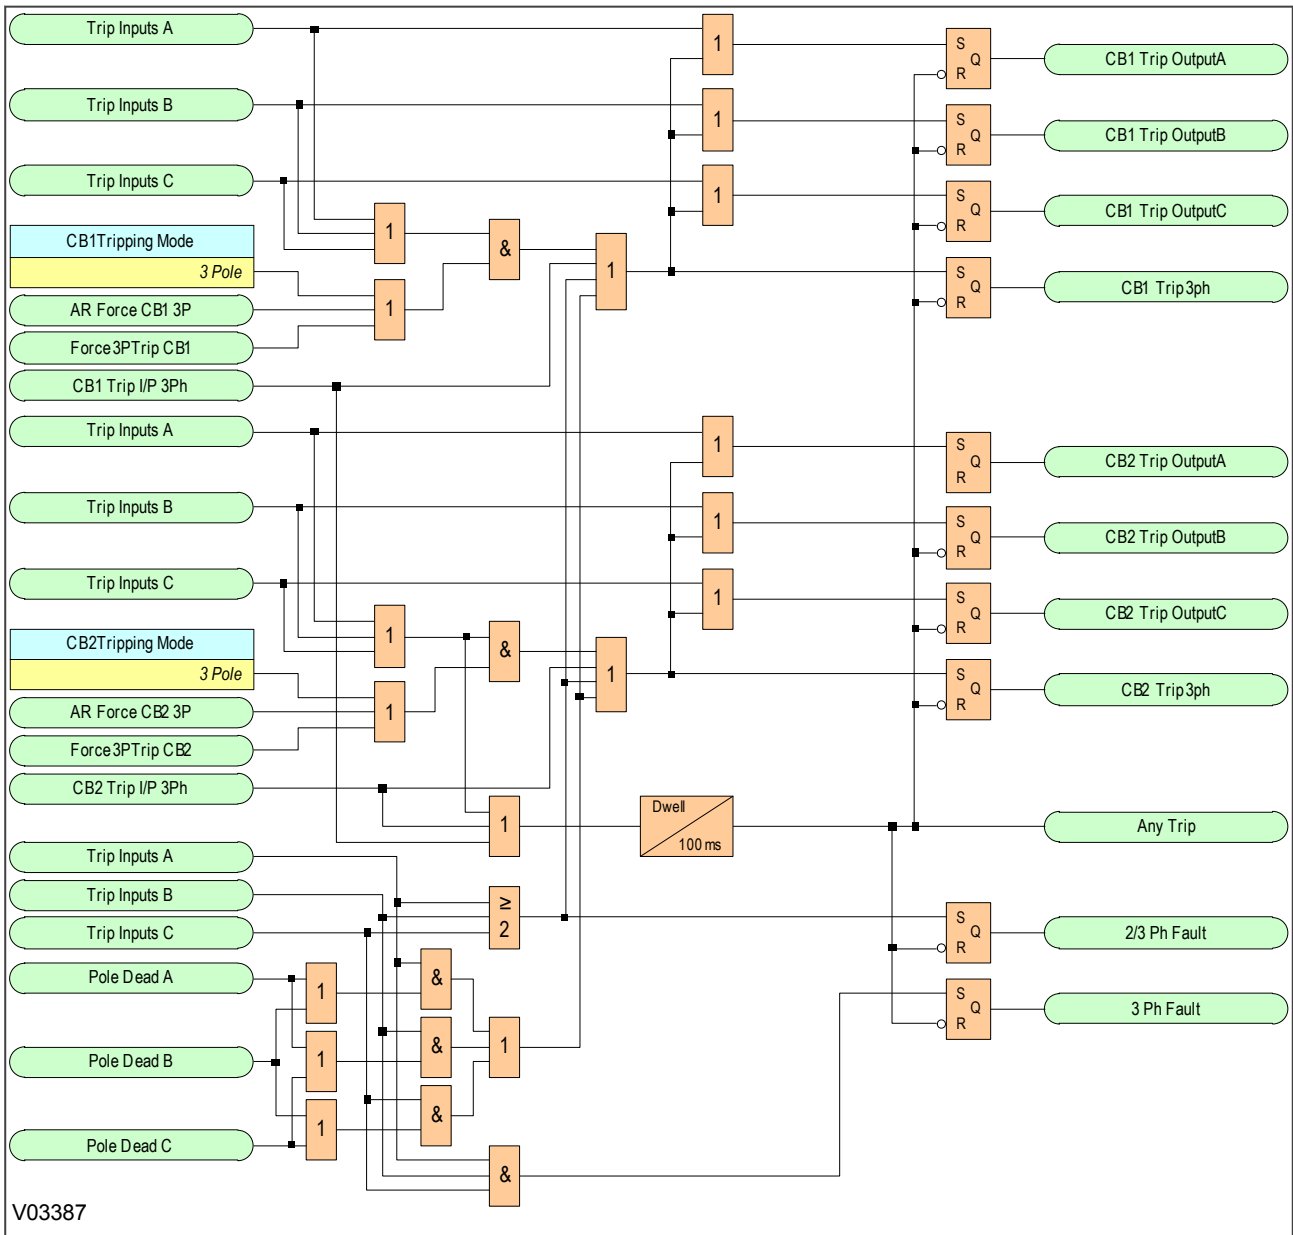 Trip Inputs A
1
S
Q
R
CB1 Trip OutputA
Trip Inputs B
1
S
Q
R
CB1 Trip OutputB
Trip Inputs C
1
S
Q
R
CB1 Trip OutputC
CB1Tripping Mode
3 Pole
1
&
1
S
Q
R
CB1 Trip3ph
AR Force CB1 3P
1
Force3PTrip CB1
CB1 Trip I/P 3Ph
Trip Inputs A
1
S
Q
R
CB2 Trip OutputA
Trip Inputs B
1
S
Q
R
CB2 Trip OutputB
Trip Inputs C
1
S
Q
R
CB2 Trip OutputC
CB2Tripping Mode
3 Pole
1
&
1
S
Q
R
CB2 Trip3ph
AR Force CB2 3P
1
Force3PTrip CB2
CB2 Trip I/P 3Ph
1
Dwell
100 ms
Any Trip
Trip Inputs A
Trip Inputs B
Trip Inputs C
≥
2
S
Q
R
2/3 Ph Fault
Pole Dead A
1
&
S
Q
R
3 Ph Fault
Pole Dead B
1
&
1
Pole Dead C
1
&
&
V03387